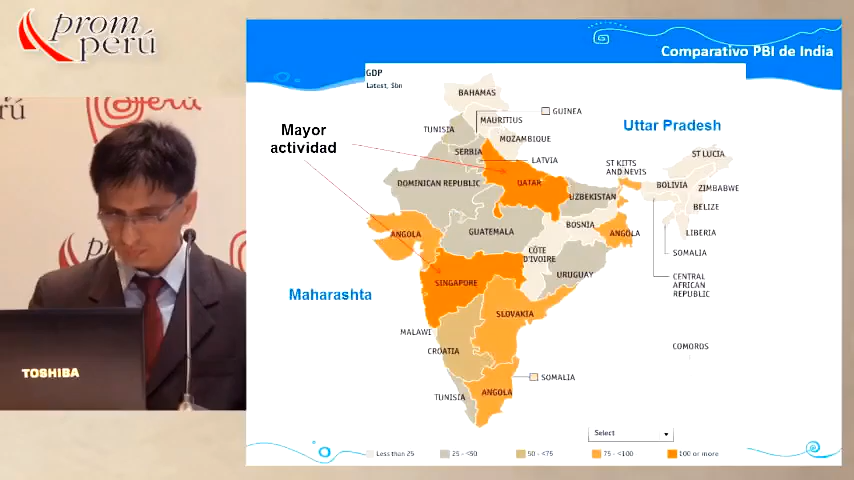 prom
perú
Perú
rú
prom
pe
TOSHIBA
Comparativo PBI de India
GDP
Latest, $bn
Mayor
actividad
Uttar Pradesh
Maharashta
BAHAMAS
GUINEA
MAURITIUS
TUNISIA
MOZAMBIQUE
SERBIA
LATVIA
ST LUCIA
ST KITTS
AND NEVIS
DOMINICAN REPUBLIC
QATAR
BOLIVIA
ZIMBABWE
UZBEKISTAN
BELIZE
BOSNIA
ANGOLA
GUATEMALA
ANGOLA
LIBERIA
CÔTE
D'IVOIRE
SOMALIA
URUGUAY
SINGAPORE
CENTRAL
AFRICAN
REPUBLIC
SLOVAKIA
MALAWI
COMOROS
CROATIA
SOMALIA
TUNISIA
ANGOLA
Select
Less than 25
25 - <50
50 - <75
75 - <100
100 or more